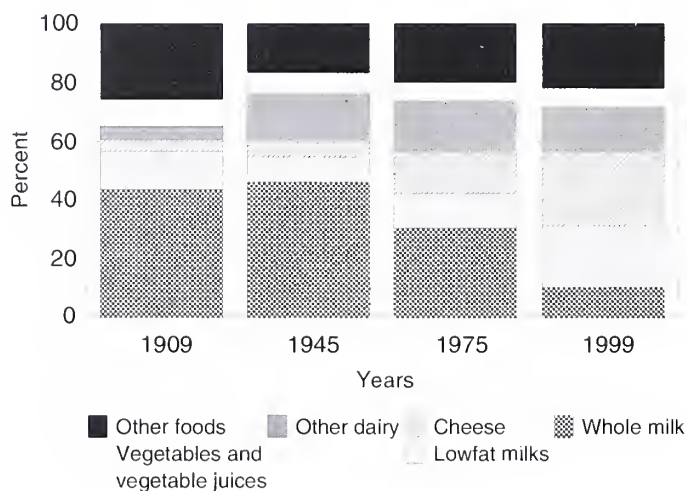 100
80
60
40
20
0
Percent
1909 1945 1975 1999
Years
Other foods Other dairy Cheese Whole milk
Vegetables and Lowfat milks
vegetable juices